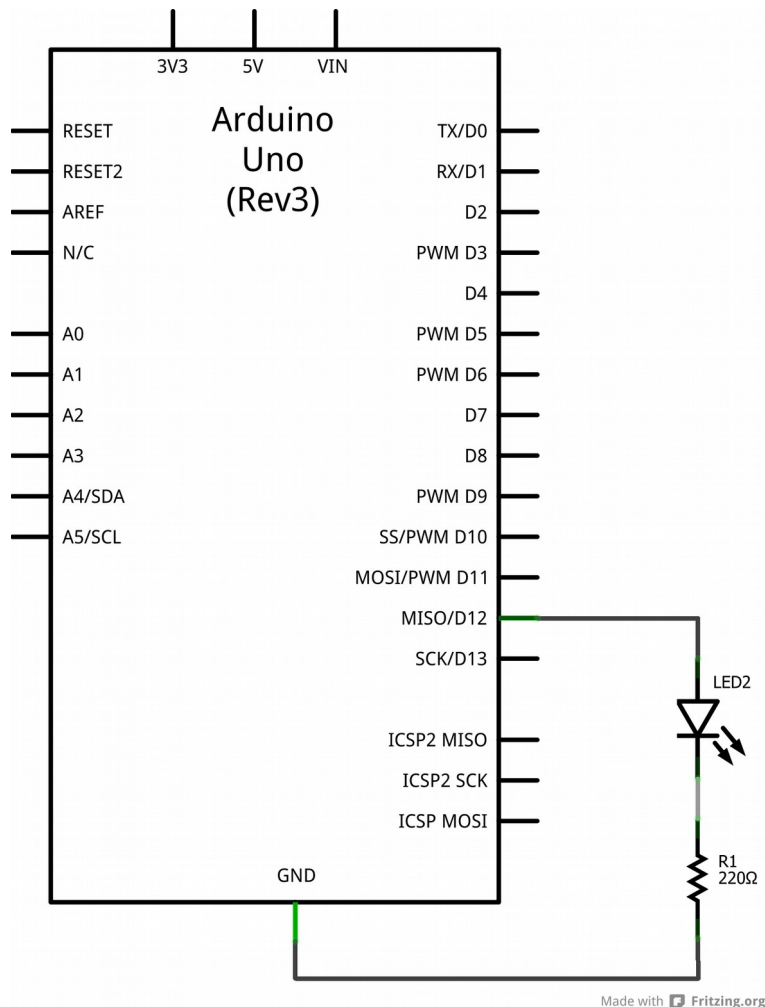 3V3 5V VIN
Arduino
Uno
(Rev3)
RESET
RESET2
AREF
N/C
A0
A1
A2
A3
A4/SDA
A5/SCL
TX/D0
RX/D1
D2
PWM D3
D4
PWM D5
PWM D6
D7
D8
PWM D9
SS/PWM D10
MOSI/PWM D11
MISO/D12
SCK/D13
ICSP2 MISO
ICSP2 SCK
ICSP MOSI
GND
LED2
R1
220Ω
Made with Fritzing.org